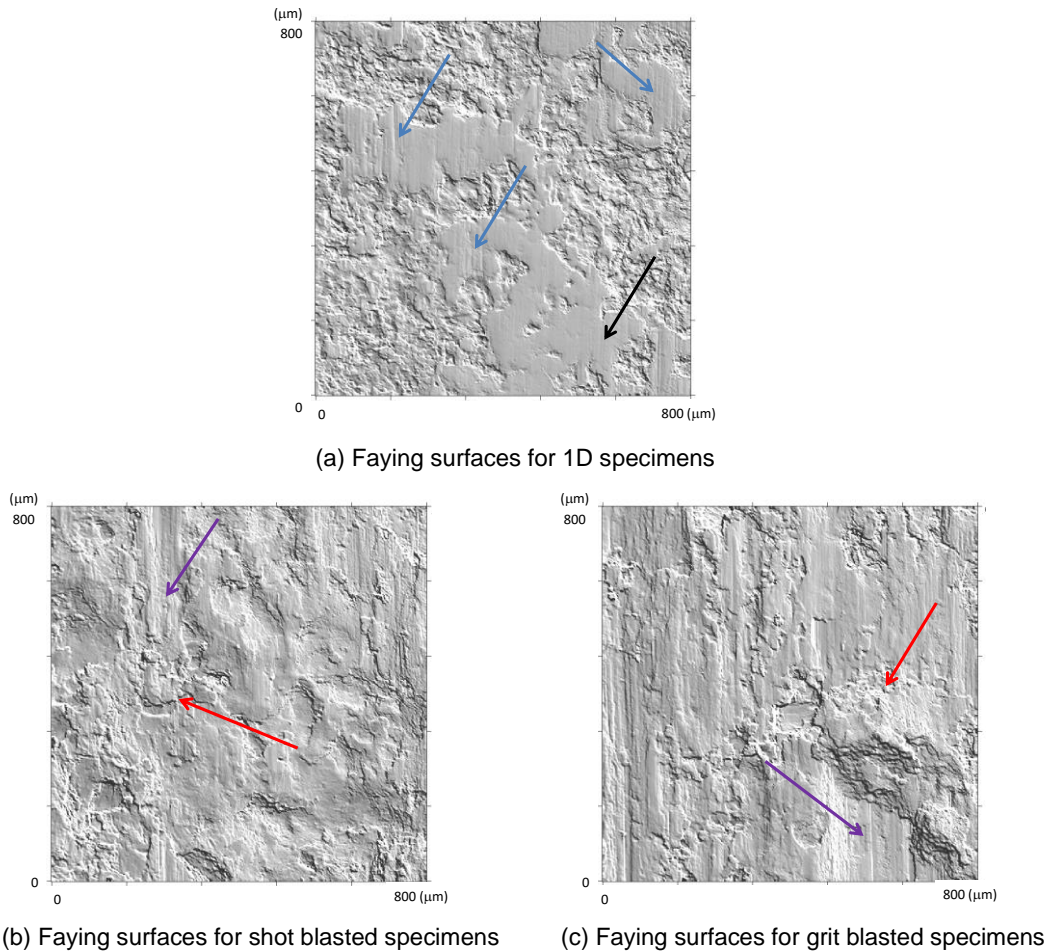 (μm)
800
0
0
800 (μm)
(a) Faying surfaces for 1D specimens
(μm)
800
0
0
800 (μm)
(b) Faying surfaces for shot blasted specimens
(μm)
800
0
0
800 (μm)
(c) Faying surfaces for grit blasted specimens